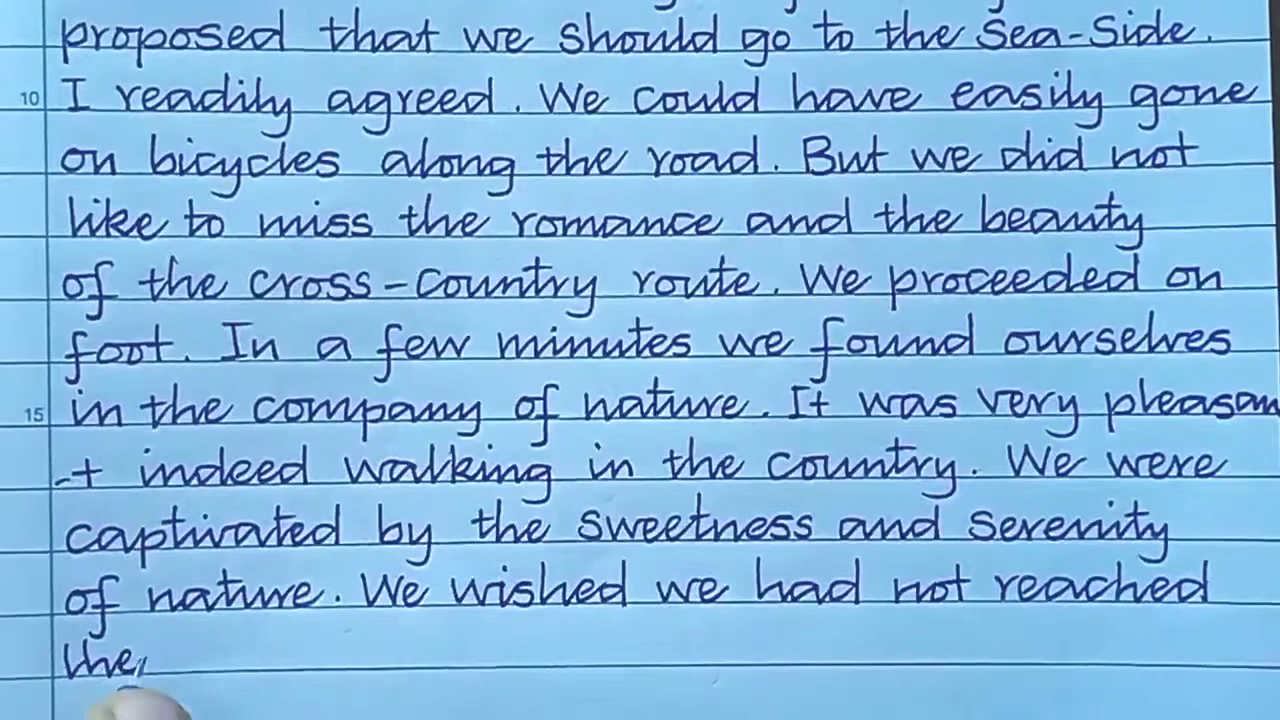 proposed that we should go to the Sea-Side.
10 I readily agreed. We could have easily gone
on bicycles along the road. But we did not
like to miss the romance and the beauty
of the cross-country route. We proceeded on
foot. In a few minutes we found ourselves
15 in the company of nature. It was very pleasan
-t indeed walking in the country. We were
captivated by the sweetness and serenity
of nature. We wished we had not reached
the